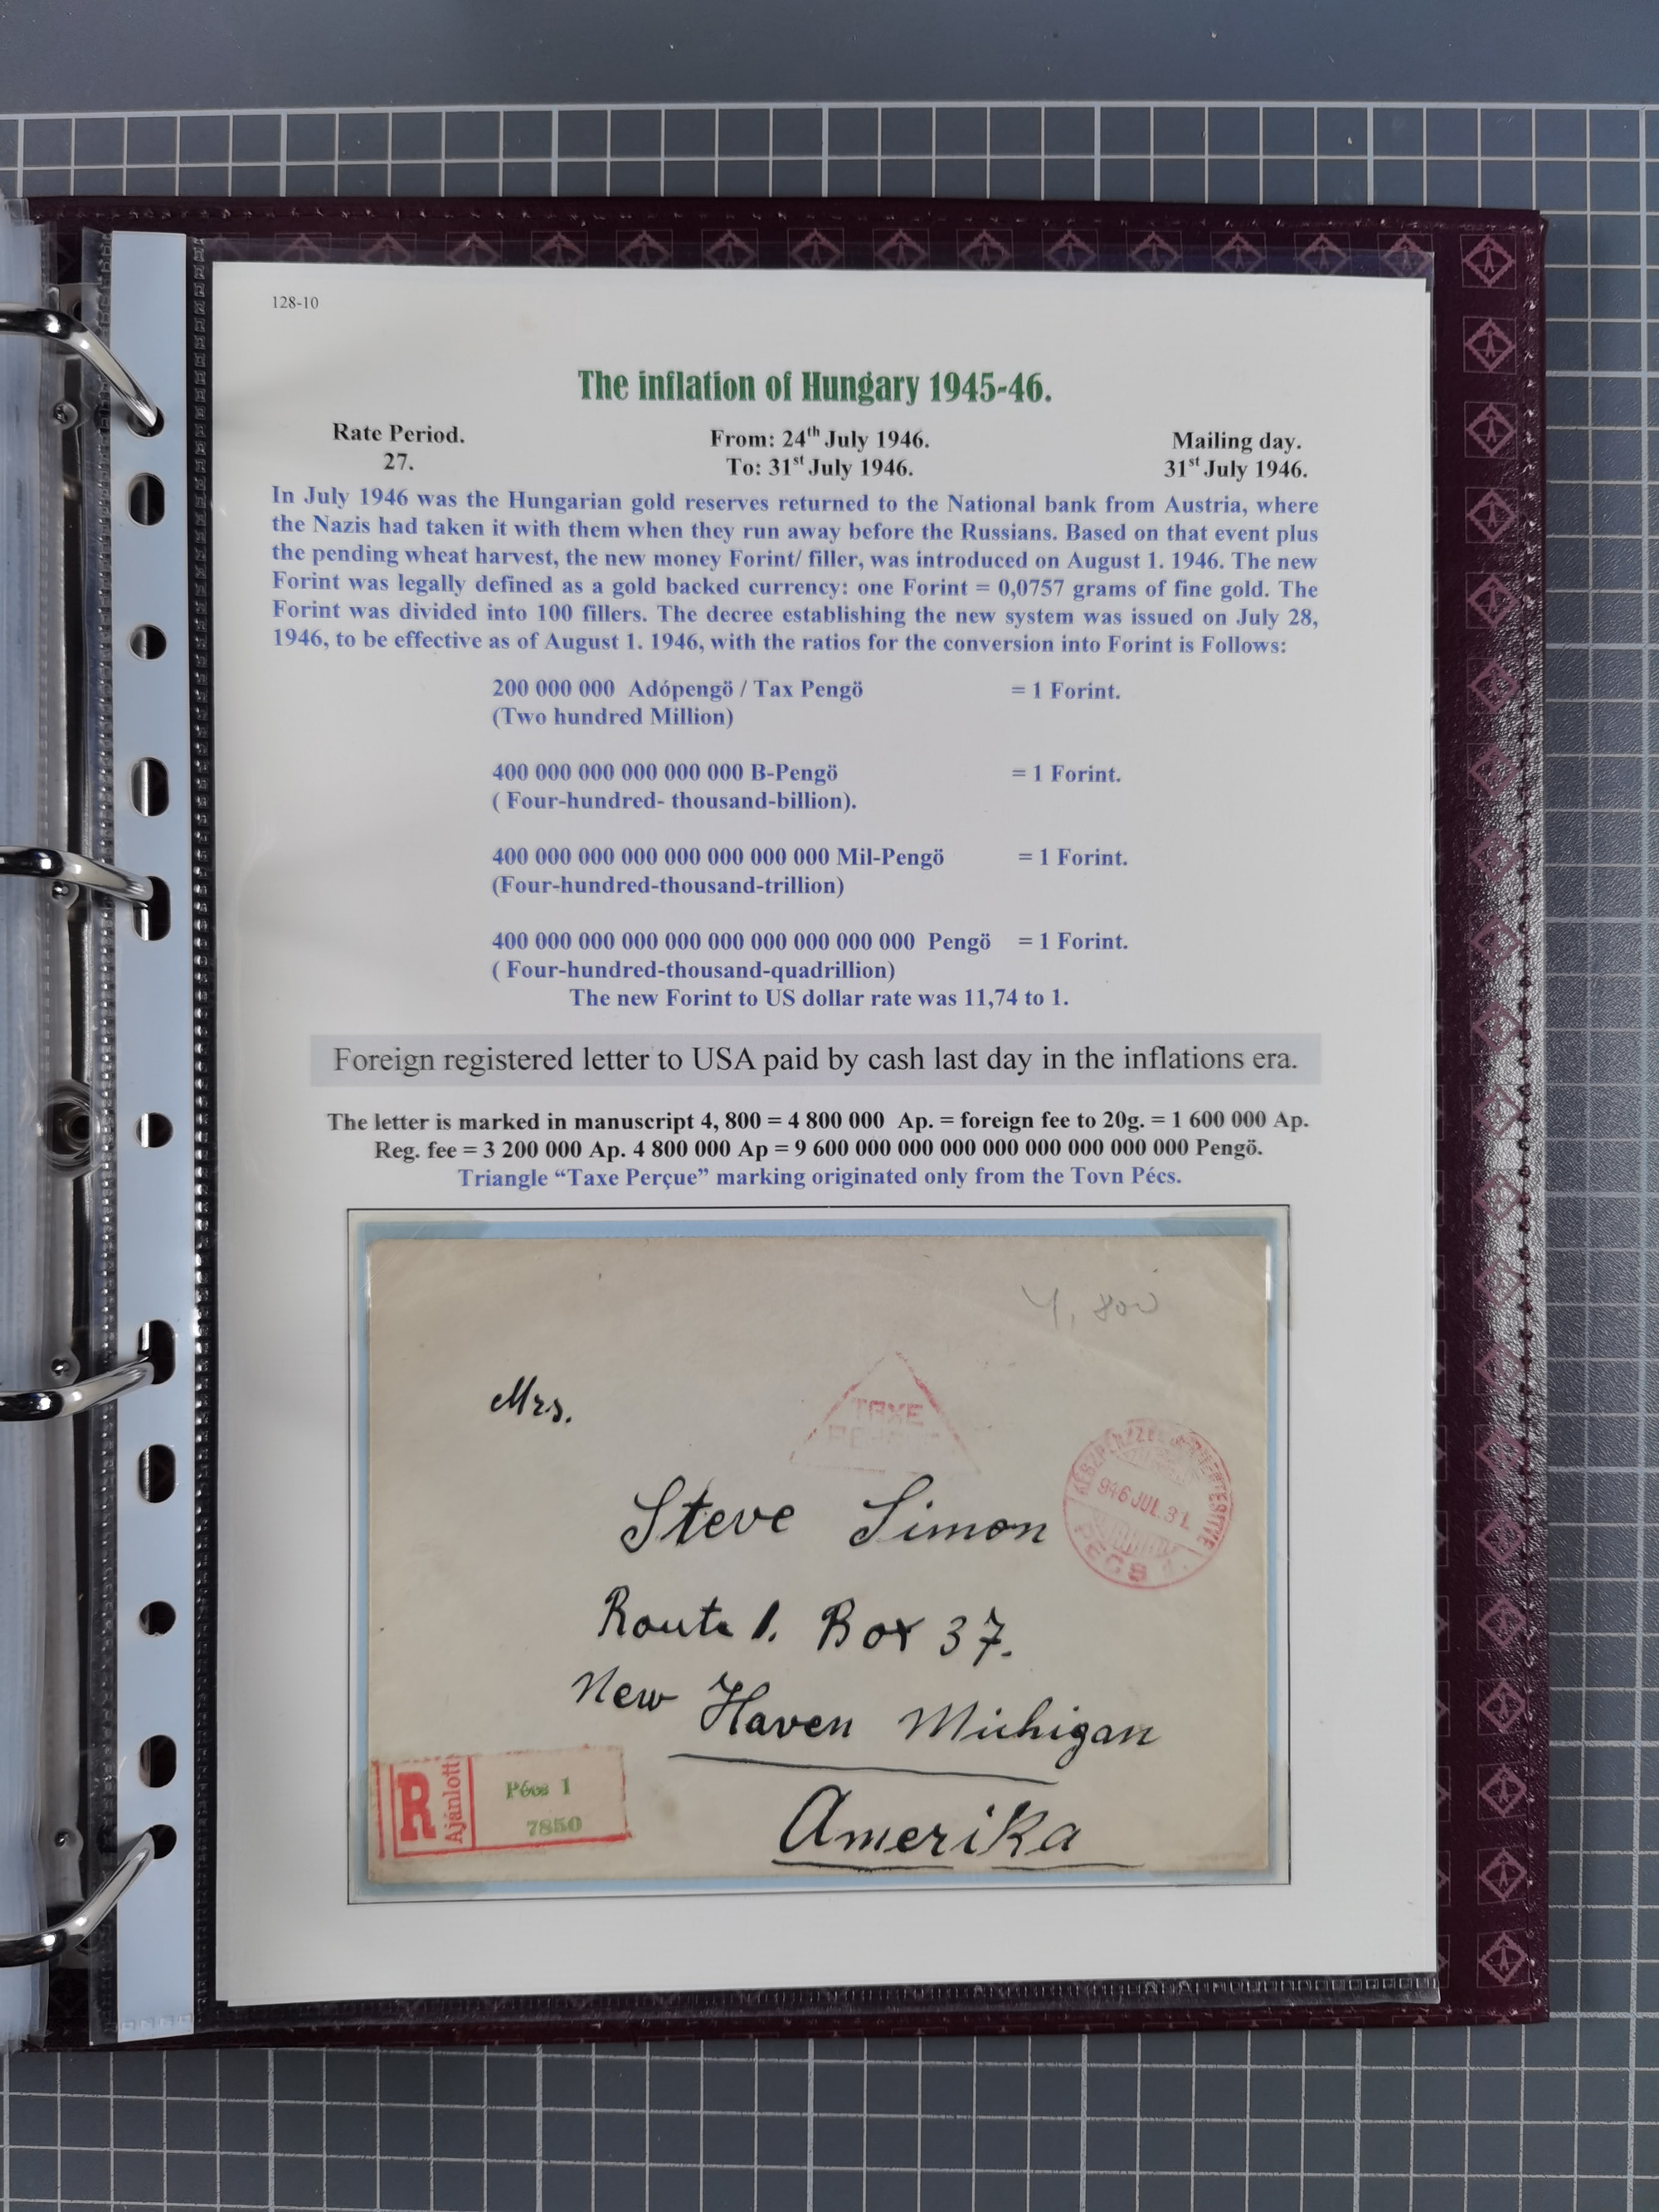 128-10
The inflation of Hungary 1945-46.
Rate Period.
27.
From: 24th July 1946.
To: 31st July 1946.
Mailing day.
31st July 1946.
In July 1946 was the Hungarian gold reserves returned to the National bank from Austria, where
the Nazis had taken it with them when they run away before the Russians. Based on that event plus
the pending wheat harvest, the new money Forint/ filler, was introduced on August 1. 1946. The new
Forint was legally defined as a gold backed currency: one Forint = 0,0757 grams of fine gold. The
Forint was divided into 100 fillers. The decree establishing the new system was issued on July 28,
1946, to be effective as of August 1. 1946, with the ratios for the conversion into Forint is Follows:
200 000 000 Adópengö / Tax Pengö = 1 Forint.
(Two hundred Million)
400 000 000 000 000 000 B-Pengö = 1 Forint.
( Four-hundred- thousand-billion).
400 000 000 000 000 000 000 000 Mil-Pengö = 1 Forint.
(Four-hundred-thousand-trillion)
400 000 000 000 000 000 000 000 000 000 Pengö = 1 Forint.
( Four-hundred-thousand-quadrillion)
The new Forint to US dollar rate was 11,74 to 1.
Foreign registered letter to USA paid by cash last day in the inflations era.
The letter is marked in manuscript 4, 800 = 4 800 000 Ap. = foreign fee to 20g. = 1 600 000 Ap.
Reg. fee = 3 200 000 Ap. 4 800 000 Ap = 9 600 000 000 000 000 000 000 000 000 Pengö.
Triangle “Taxe Perçue” marking originated only from the Tovn Pécs.
4, 800
TAXE
Mrs.
KÉSZPÉNZZEL BÉRMENTESITVE
946 JUL. 31.
PÉCS 1.
Steve Simon
Route 1. Box 37.
New Haven Michigan
Amerika
R
Ajánlott
Pécs 1
7850